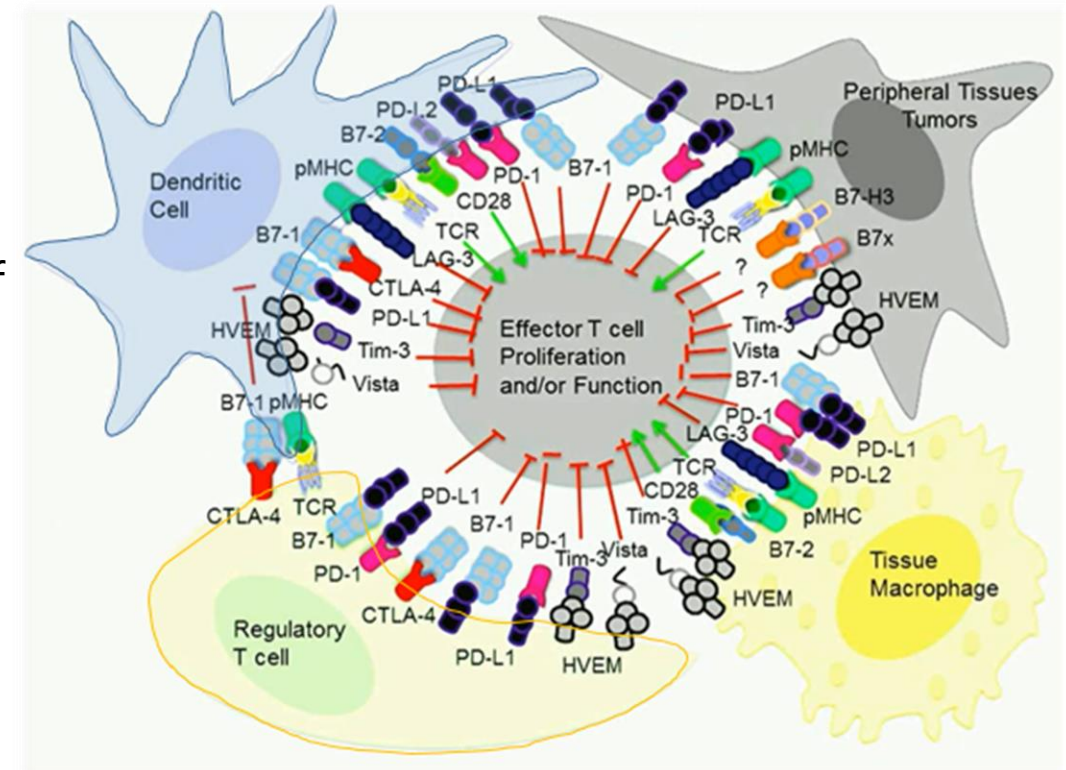 PD-L1
PD-L2
B7-2
pMHC
Dendritic
Cell
B7-1
PD-1
CD28
TCR
LAG-3
CTLA-4
PD-L1
HVEM
Tim-3
Vista
B7-1
PD-L1
Peripheral Tissues
Tumors
pMHC
PD-1
LAG-3
TCR
B7-H3
B7x
?
?
HVEM
Tim-3
Vista
B7-1
PD-1
LAG-3
PD-L1
PD-L2
TCR
CD28
pMHC
B7-2
Tim-3
Vista
HVEM
Tissue
Macrophage
Effector T cell
Proliferation
and/or Function
B7-1 pMHC
CTLA-4
TCR
B7-1
PD-1
PD-L1
B7-1
PD-1
Tim-3
CTLA-4
PD-L1
HVEM
Regulatory
T cell